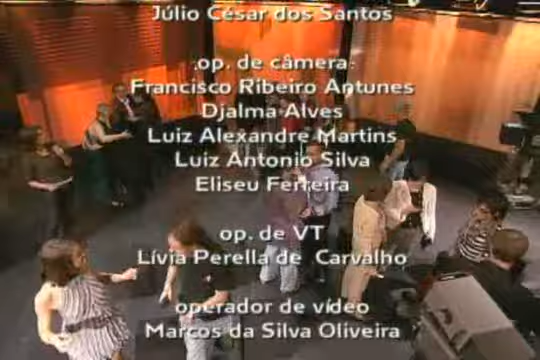 Júlio César dos Santos
op. de câmera
Francisco Ribeiro Antunes
Djalma Alves
Luiz Alexandre Martins
Luiz Antonio Silva
Eliseu Ferreira
op. de VT
Lívia Perella de Carvalho
operador de vídeo
Marcos da Silva Oliveira